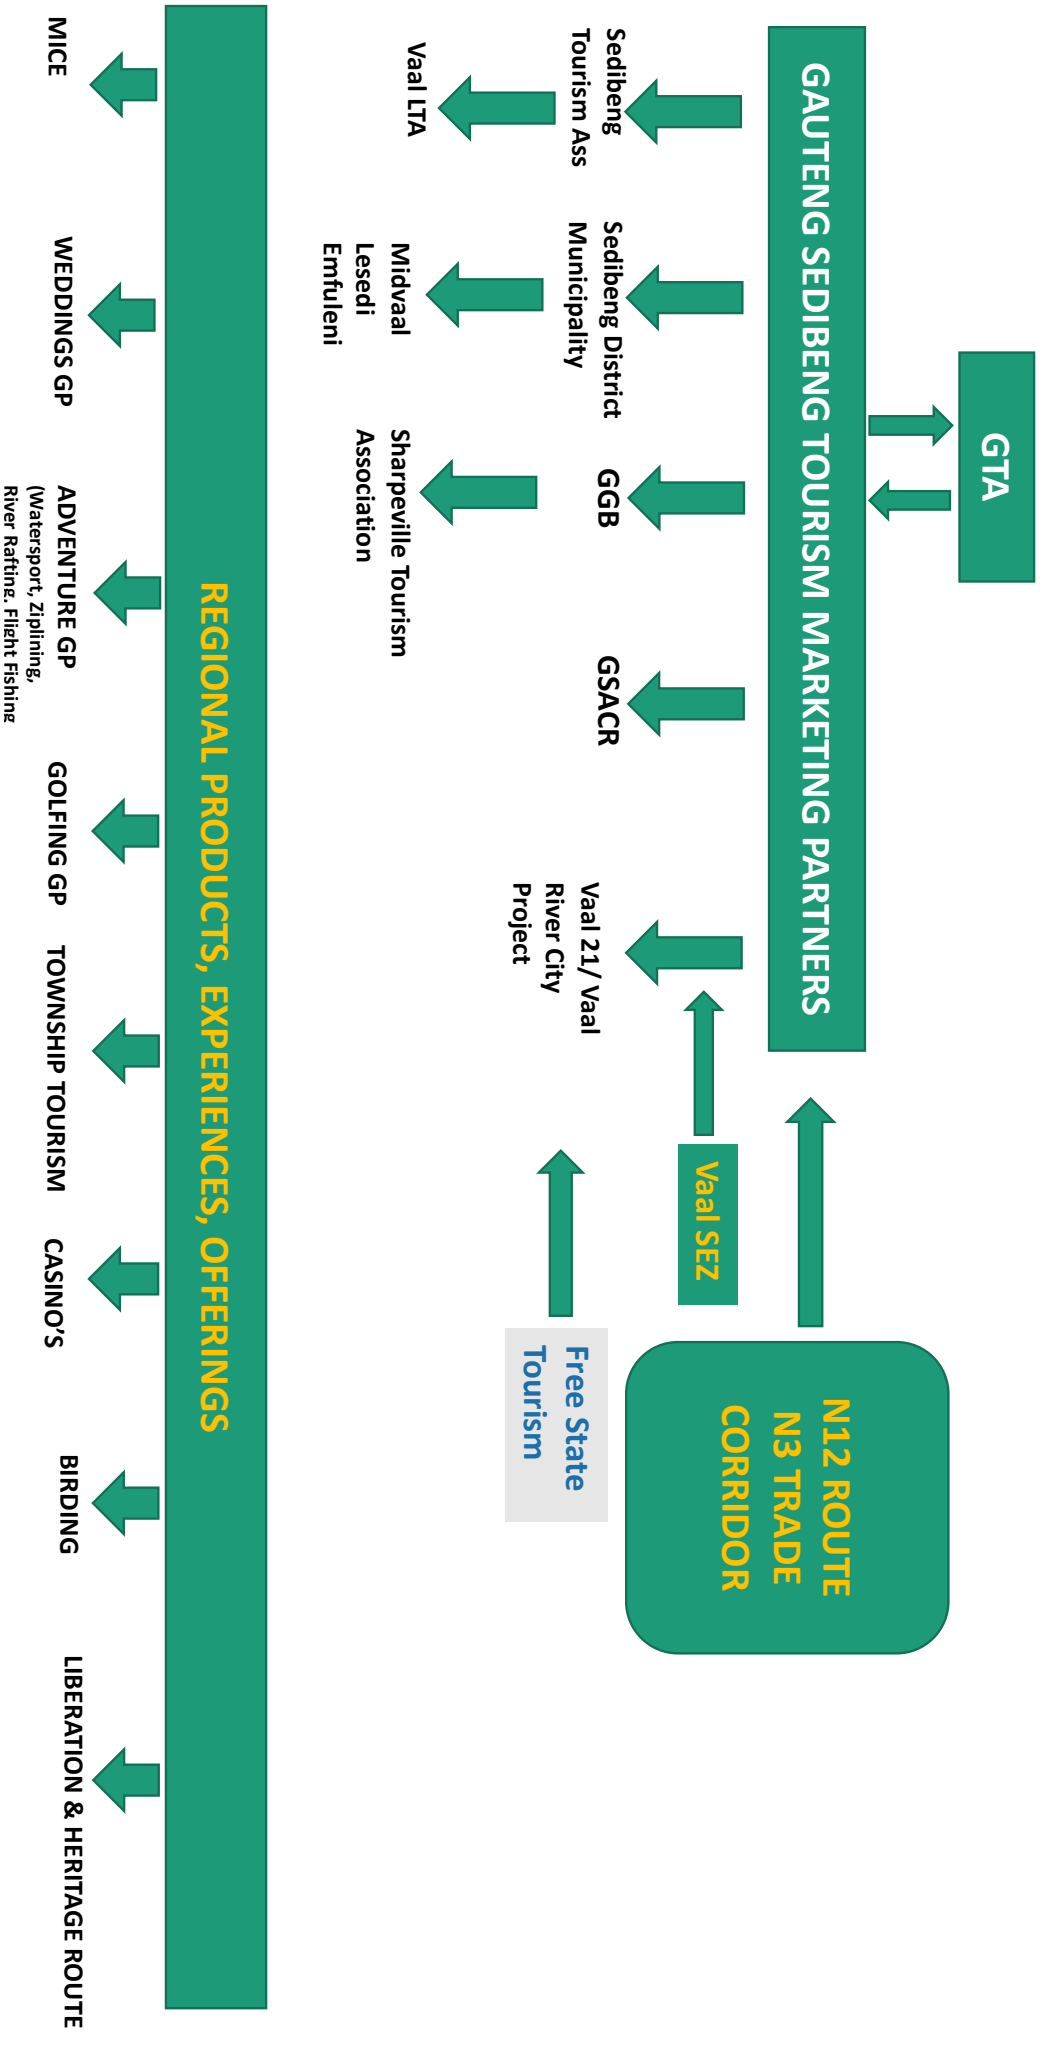 GTA
GAUTENG SEDIBENG TOURISM MARKETING PARTNERS
N12 ROUTE
N3 TRADE
CORRIDOR
Vaal SEZ
Free State
Tourism
Sedibeng
Tourism Ass
Vaal LTA
Sedibeng District
Municipality
Midvaal
Lesedi
Emfuleni
GGB
Sharpeville Tourism
Association
GSACR
Vaal 21/ Vaal
River City
Project
REGIONAL PRODUCTS, EXPERIENCES, OFFERINGS
MICE
WEDDINGS GP
ADVENTURE GP
(Watersport, Ziplining,
River Rafting. Flight Fishing
GOLFING GP
TOWNSHIP TOURISM
CASINO’S
BIRDING
LIBERATION & HERITAGE ROUTE